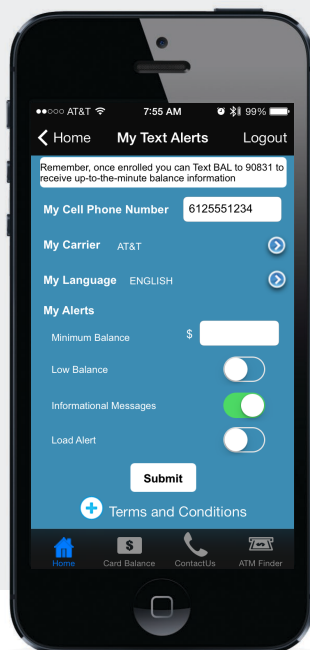 AT&T 7:55 AM 99%
Home My Text Alerts Logout
Remember, once enrolled you can Text BAL to 90831 to
receive up-to-the-minute balance information
My Cell Phone Number 6125551234
My Carrier AT&T
My Language ENGLISH
My Alerts
Minimum Balance $
Low Balance
Informational Messages
Load Alert
Submit
Terms and Conditions
Home Card Balance ContactUs ATM Finder